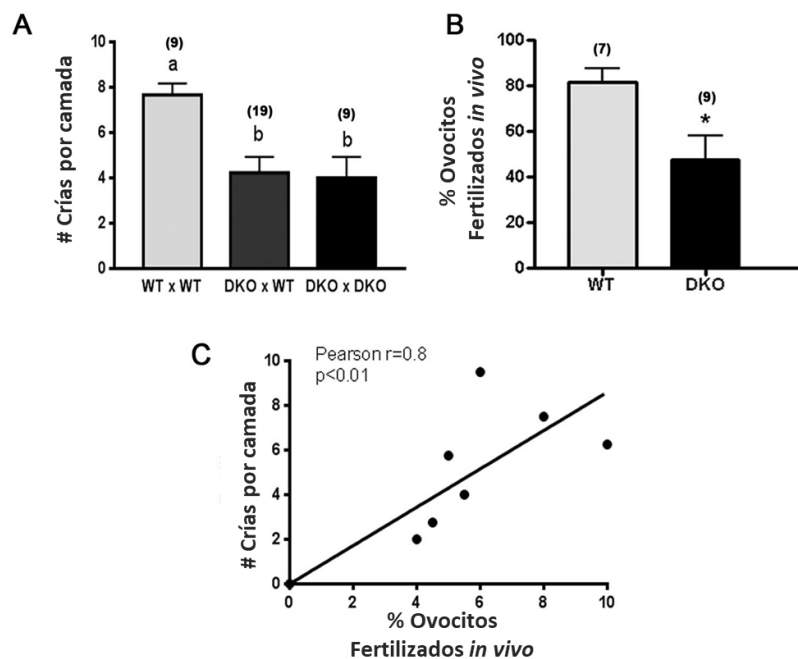 A
(9)
a
(19)
b
(9)
b
# Crías por camada
10
8
6
4
2
0
WT x WT DKO x WT DKO x DKO
B
(7)
(9)
*
% Ovocitos
Fertilizados in vivo
100
80
60
40
20
0
WT DKO
C
Pearson r=0.8
p<0.01
# Crías por camada
10
8
6
4
2
0
0 2 4 6 8 10
% Ovocitos
Fertilizados in vivo